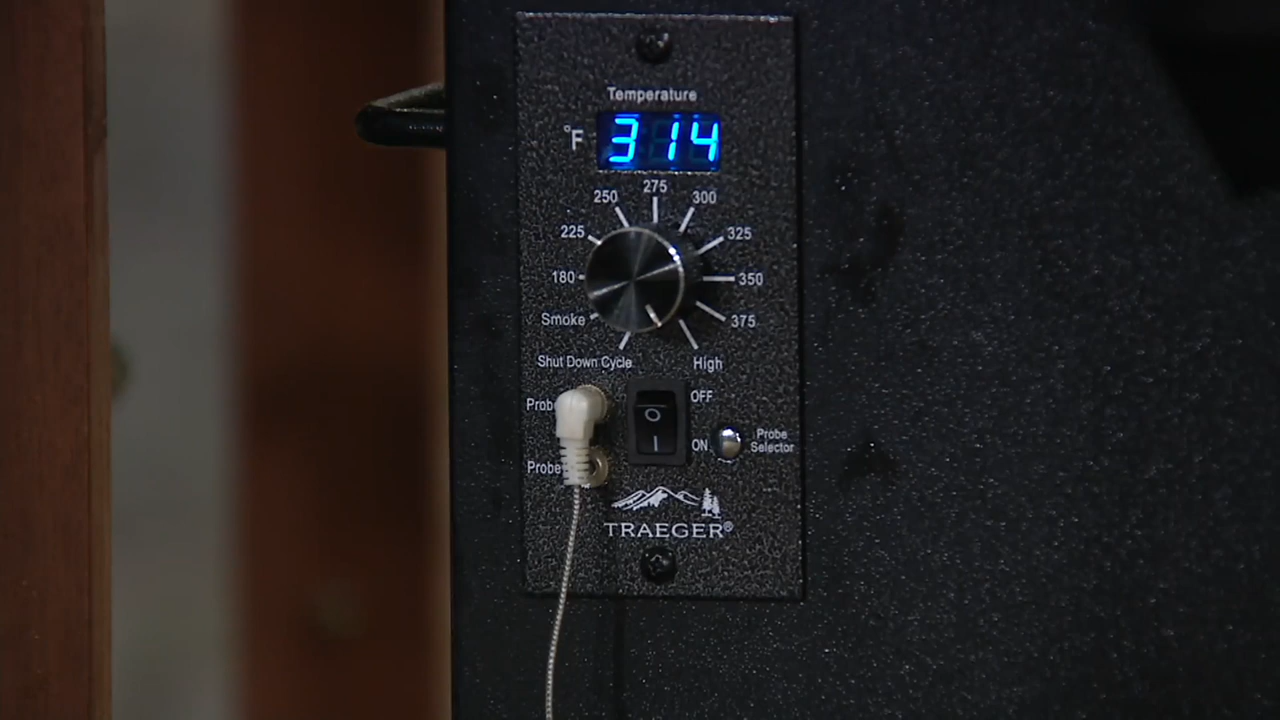 Temperature
°F 314
275
250 300
225 325
180 350
Smoke 375
Shut Down Cycle High
OFF
Probe
ON
Probe Selector
Probe
TRAEGER®